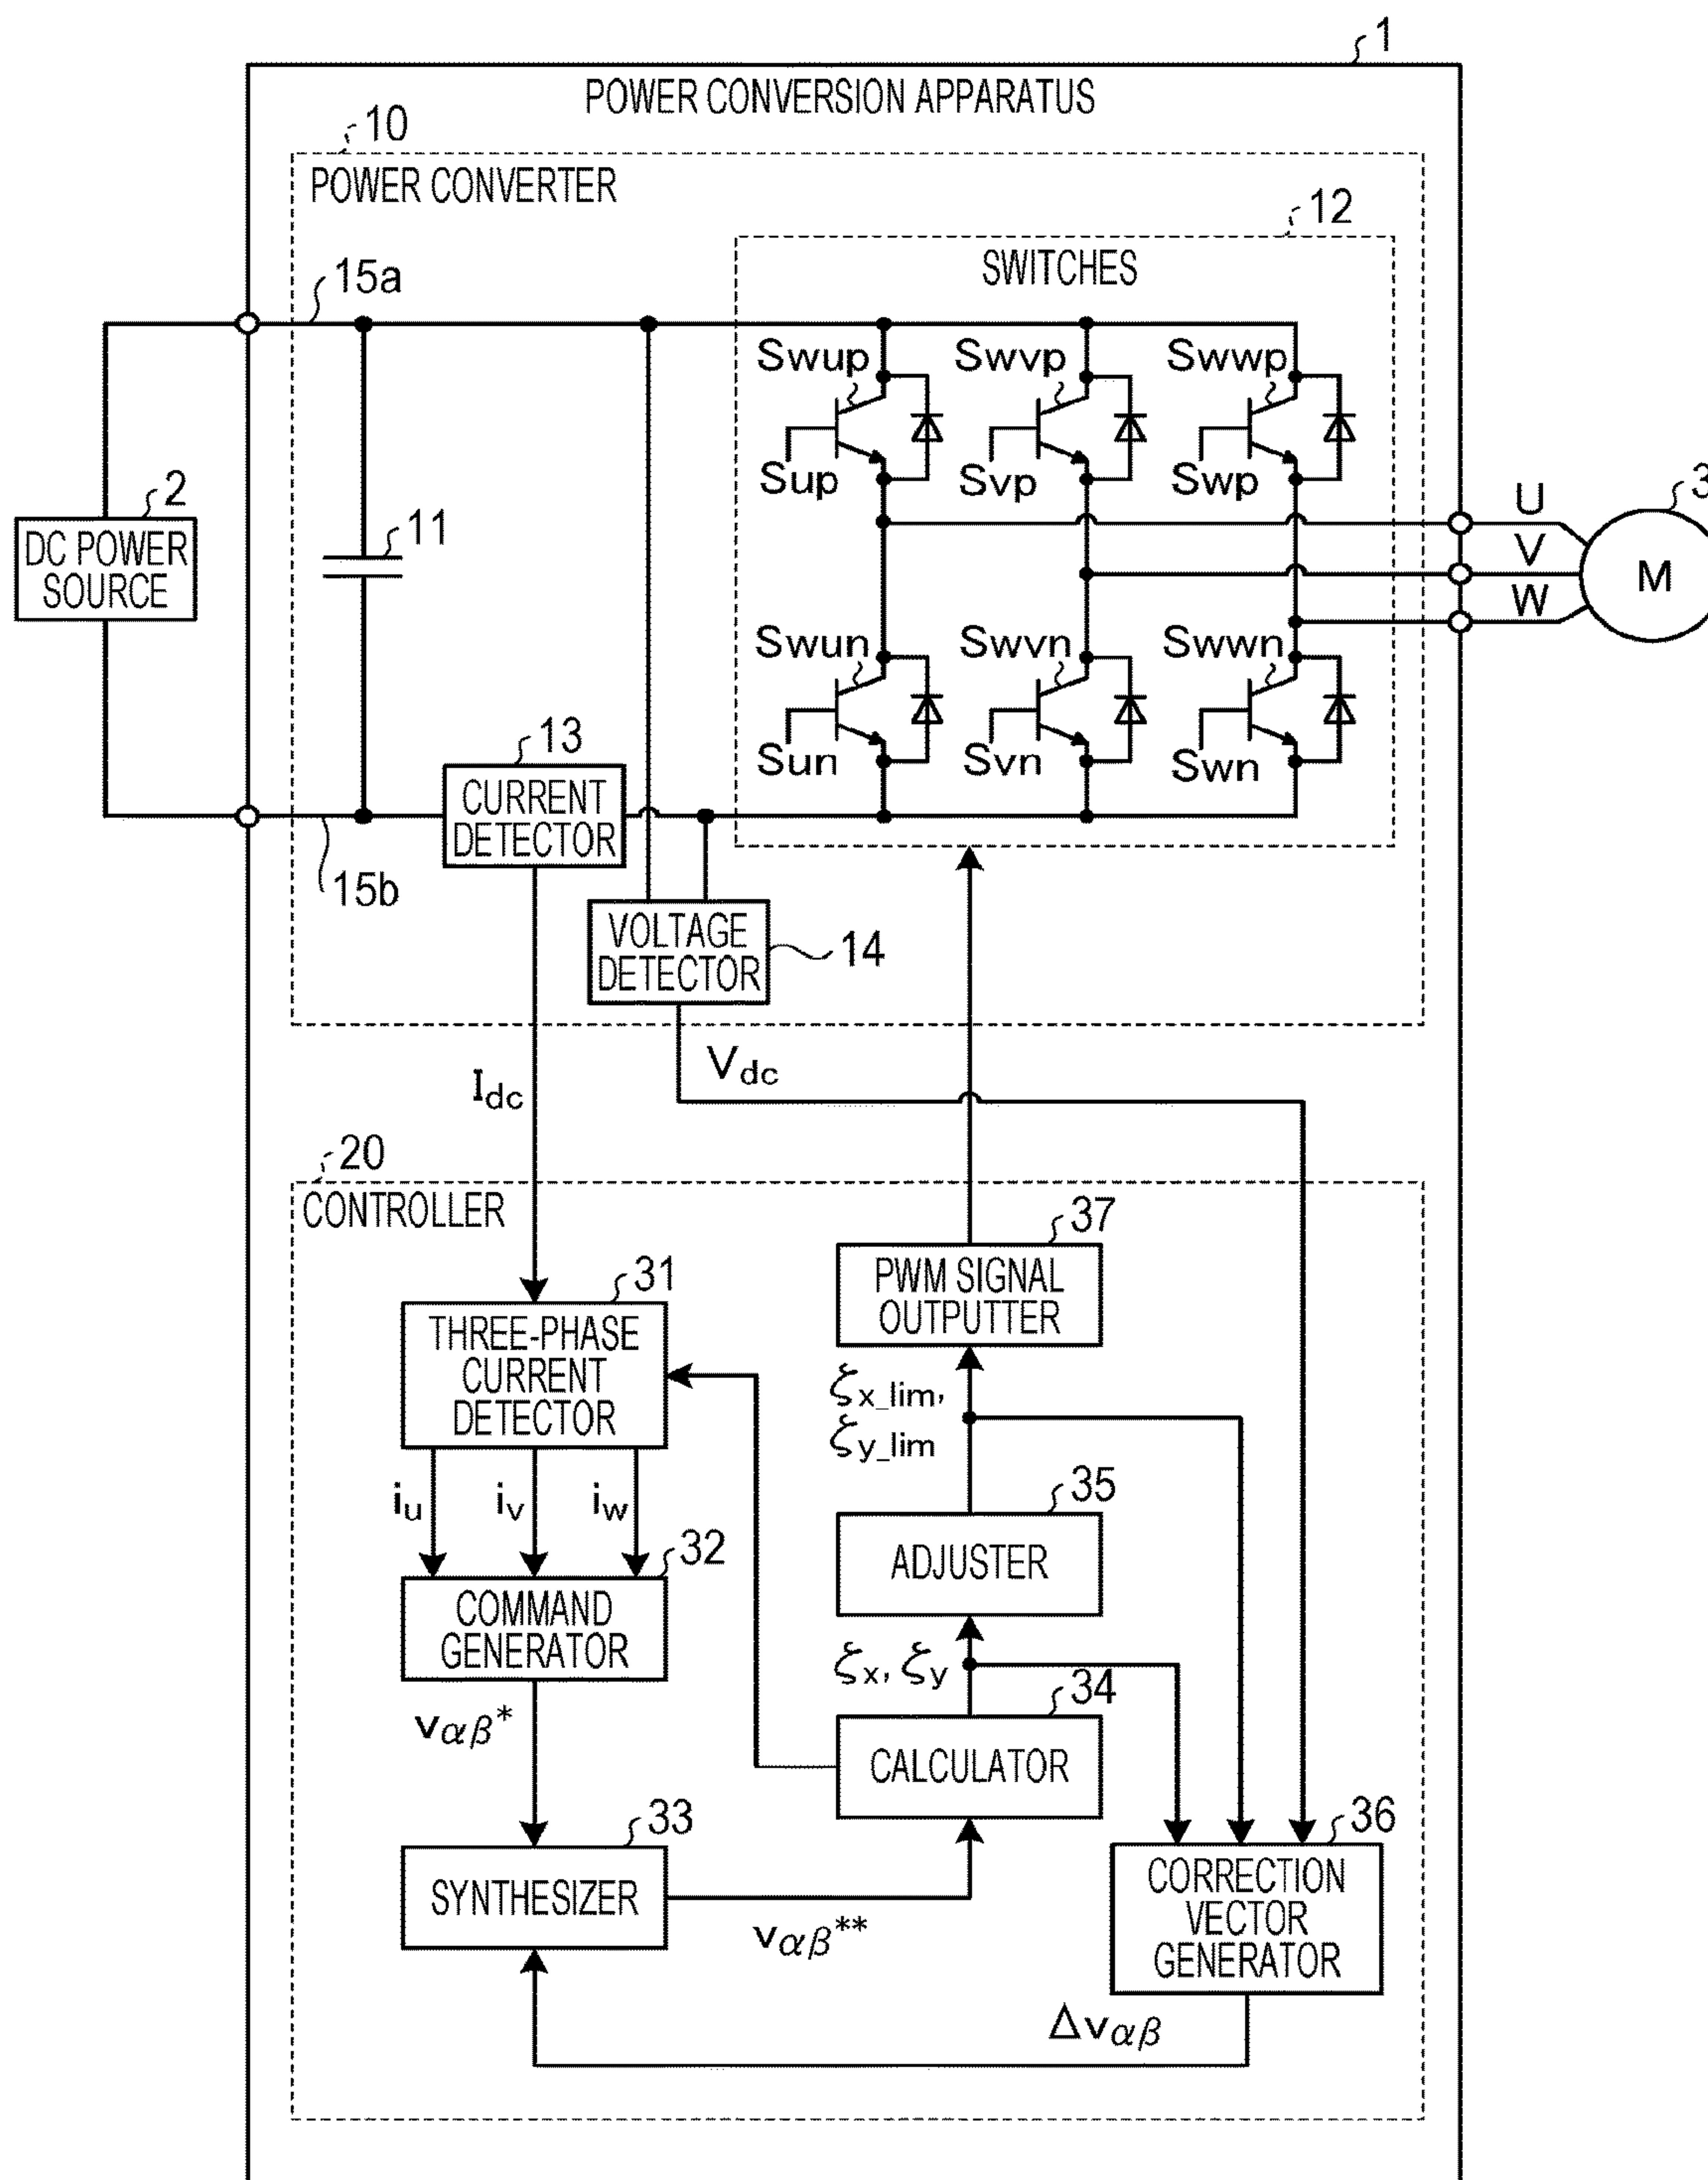 1
POWER CONVERSION APPARATUS
10
POWER CONVERTER
12
SWITCHES
15a
Swup
Swvp
Swwp
Sup
Svp
Swp
2
DC POWER
SOURCE
11
U
V
W
3
M
Swun
Swvn
Swwn
Sun
Svn
Swn
13
CURRENT
DETECTOR
15b
VOLTAGE
DETECTOR
14
Idc
Vdc
20
CONTROLLER
37
PWM SIGNAL
OUTPUTTER
31
THREE-PHASE
CURRENT
DETECTOR
ζx_lim,
ζy_lim
iu
iv
iw
35
ADJUSTER
32
COMMAND
GENERATOR
ζx, ζy
34
CALCULATOR
vαβ*
33
SYNTHESIZER
vαβ**
36
CORRECTION
VECTOR
GENERATOR
Δvαβ